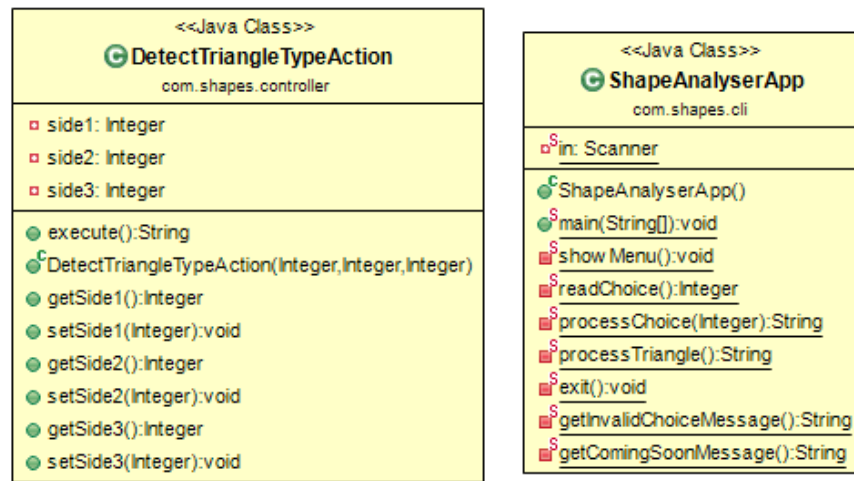 <<Java Class>>
DetectTriangleTypeAction
com.shapes.controller
side1: Integer
side2: Integer
side3: Integer
execute():String
DetectTriangleTypeAction(Integer,Integer,Integer)
getSide1():Integer
setSide1(Integer):void
getSide2():Integer
setSide2(Integer):void
getSide3():Integer
setSide3(Integer):void
<<Java Class>>
ShapeAnalyserApp
com.shapes.cli
in: Scanner
ShapeAnalyserApp()
main(String[]):void
showMenu():void
readChoice():Integer
processChoice(Integer):String
processTriangle():String
exit():void
getInvalidChoiceMessage():String
getComingSoonMessage():String